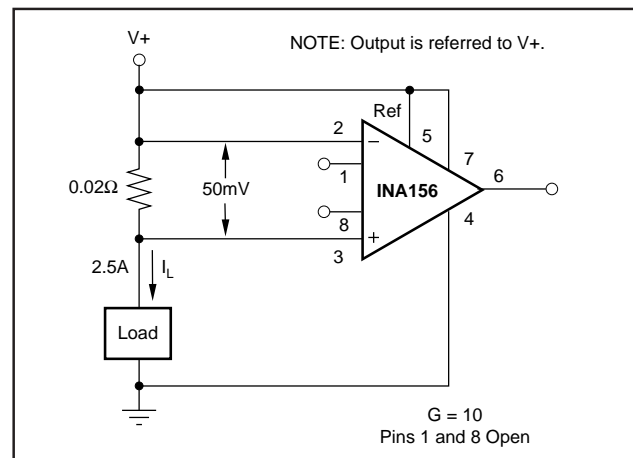 V+
NOTE: Output is referred to V+.
Ref
2
5
−
7
0.02Ω
50mV
1
INA156
6
8
4
+
3
2.5A
I_L
Load
G = 10
Pins 1 and 8 Open